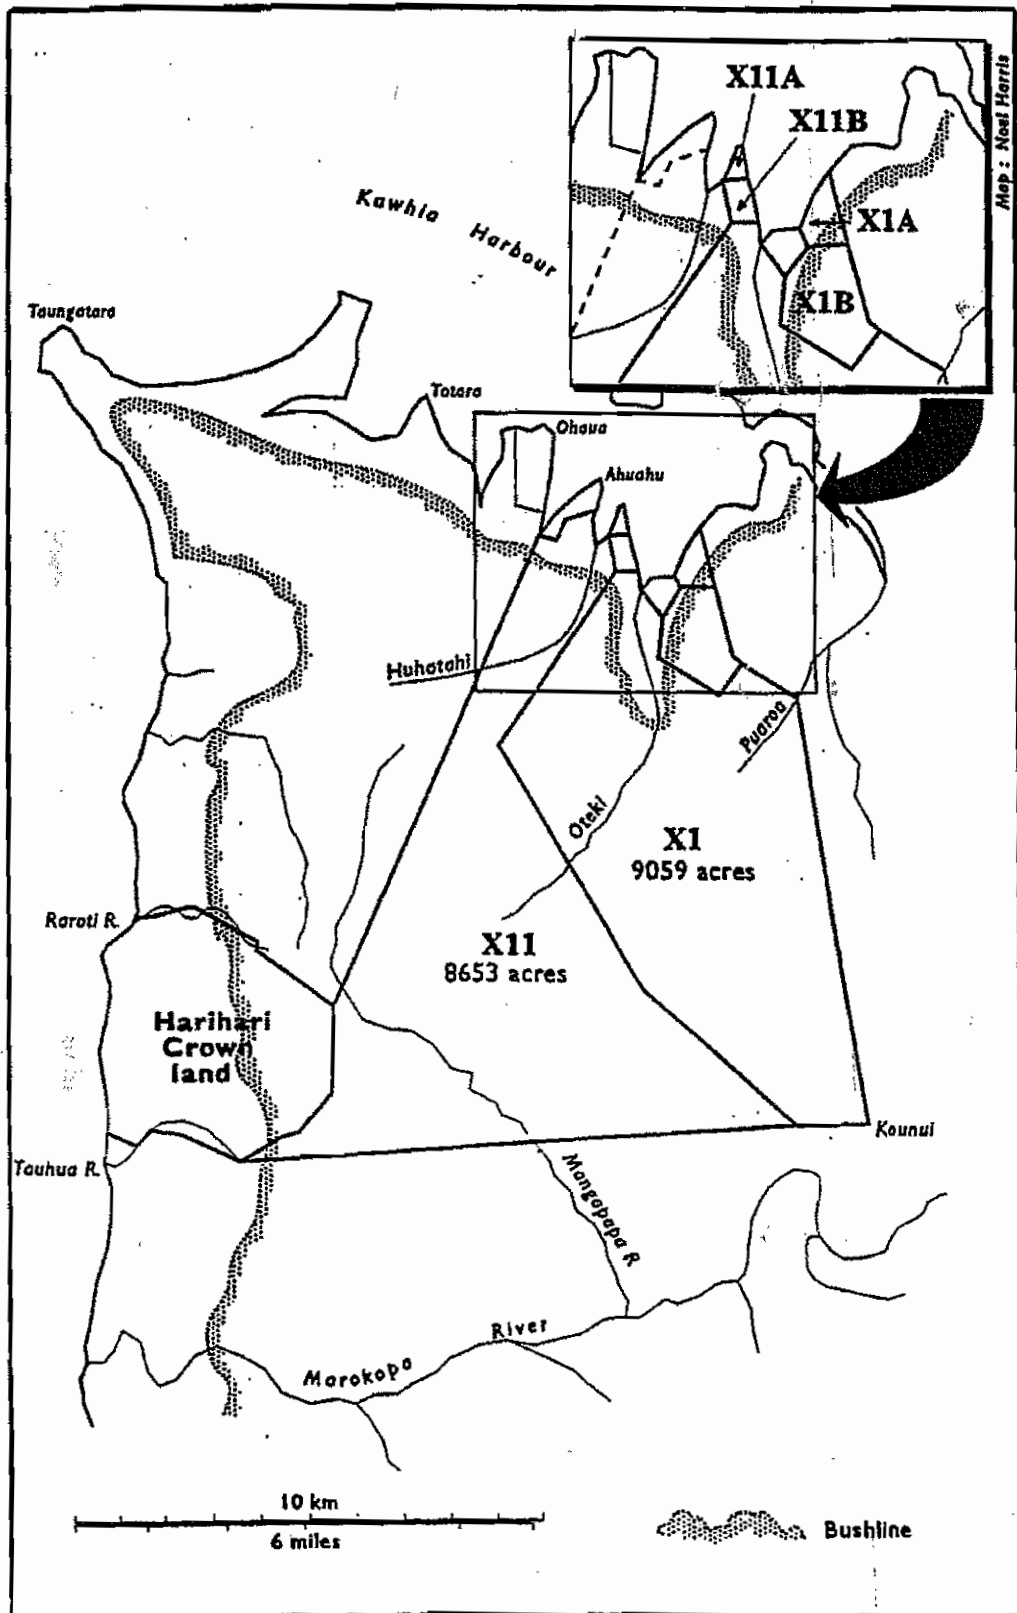 X11A
X11B
X1A
X1B
Map : Noel Harris
Kawhia Harbour
Taungatara
Totara
Ohaua
Ahuahu
Huhatahi
Puaroa
Oteki
X1
9059 acres
Raroti R.
X11
8653 acres
Harihari
Crown
land
Kounui
Tauhua R.
Mangapapa R
River
Marokopa
10 km
6 miles
Bushline